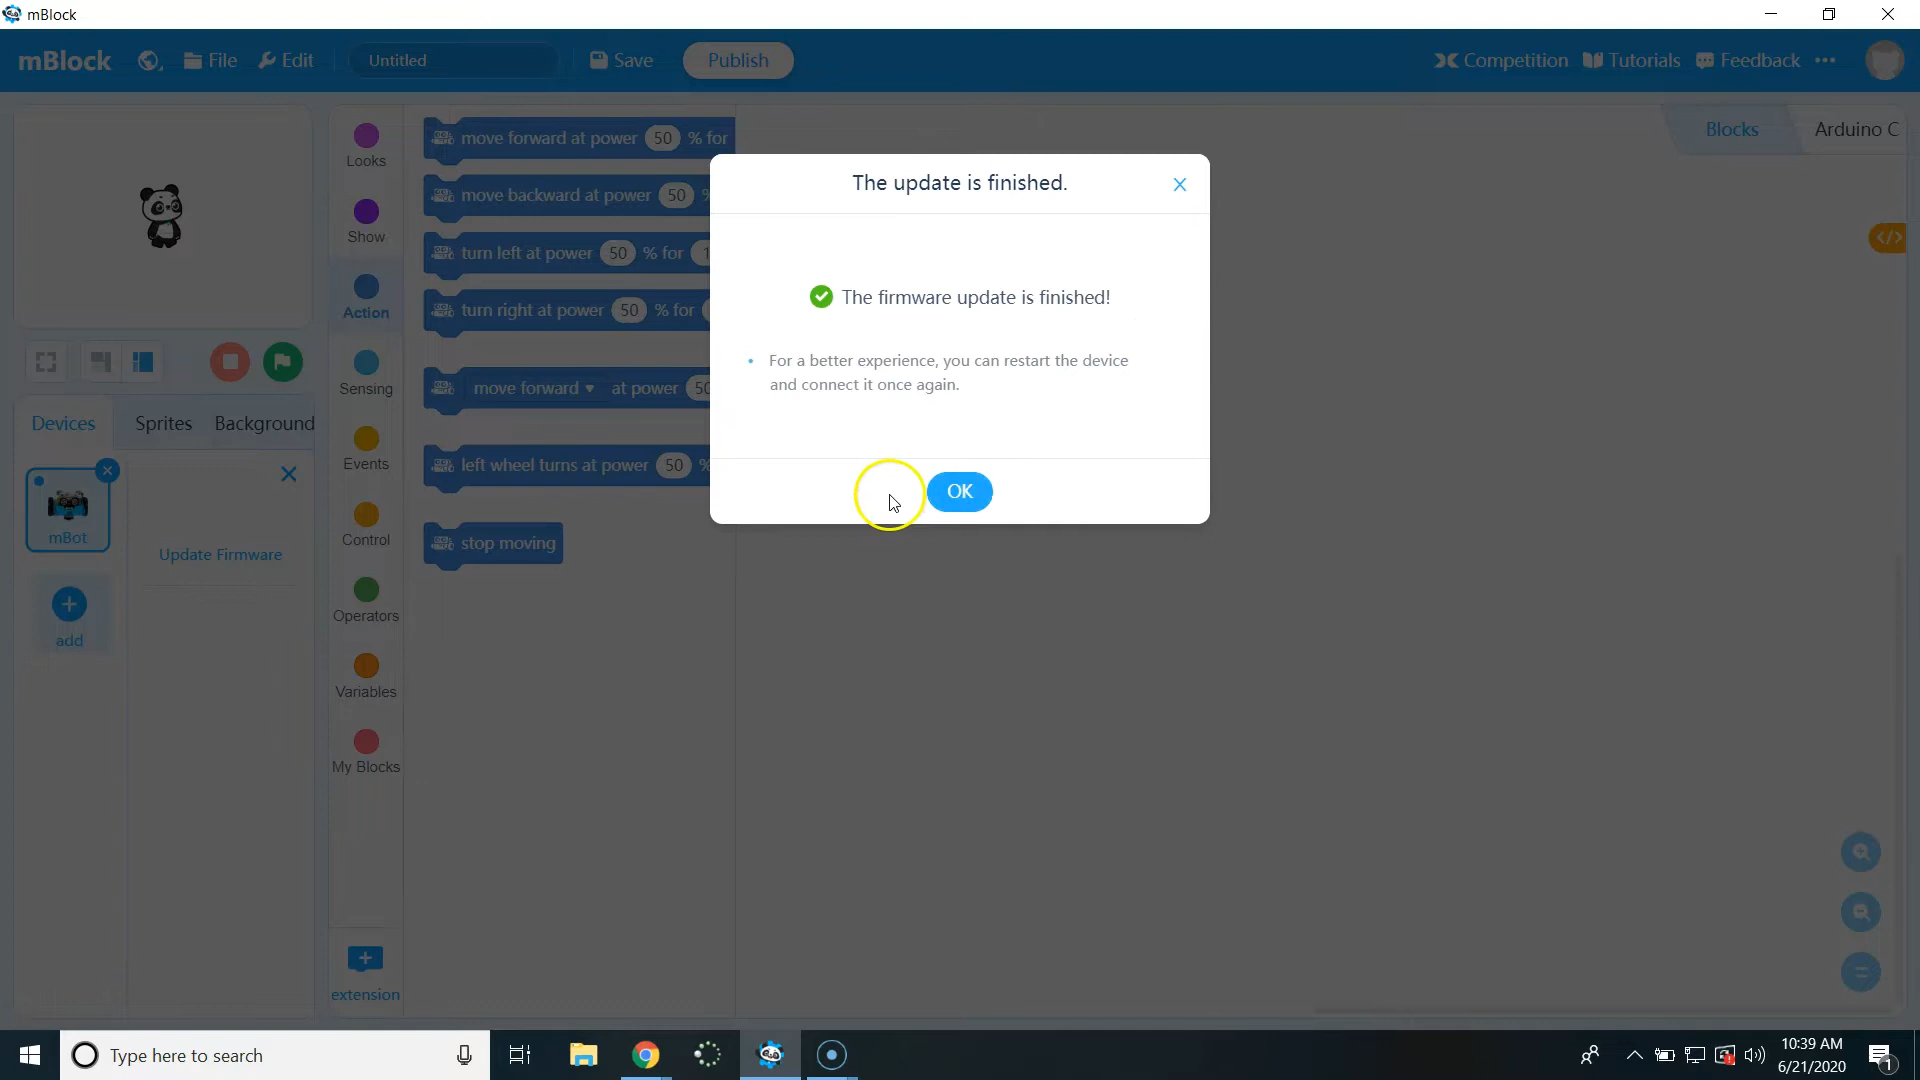 mBlock
mBlock File Edit Untitled Save Publish Competition Tutorials Feedback
Blocks Arduino C
Looks
Show
Action
Sensing
Events
Control
Operators
Variables
My Blocks
extension
move forward at power 50 % for
move backward at power 50 %
turn left at power 50 % for 1
turn right at power 50 % for
move forward at power 50
left wheel turns at power 50 %
stop moving
The update is finished.
The firmware update is finished!
• For a better experience, you can restart the device
and connect it once again.
OK
Devices Sprites Background
mBot
Update Firmware
add
Type here to search
10:39 AM
6/21/2020
1